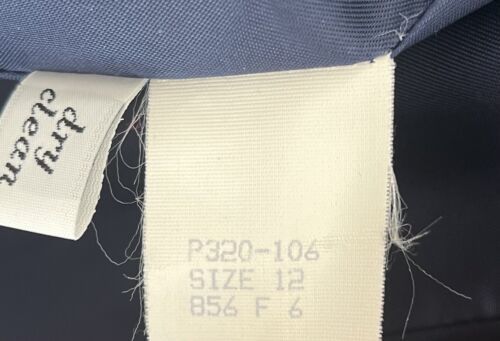 dry
clean
P320-106
SIZE 12
856 F 6